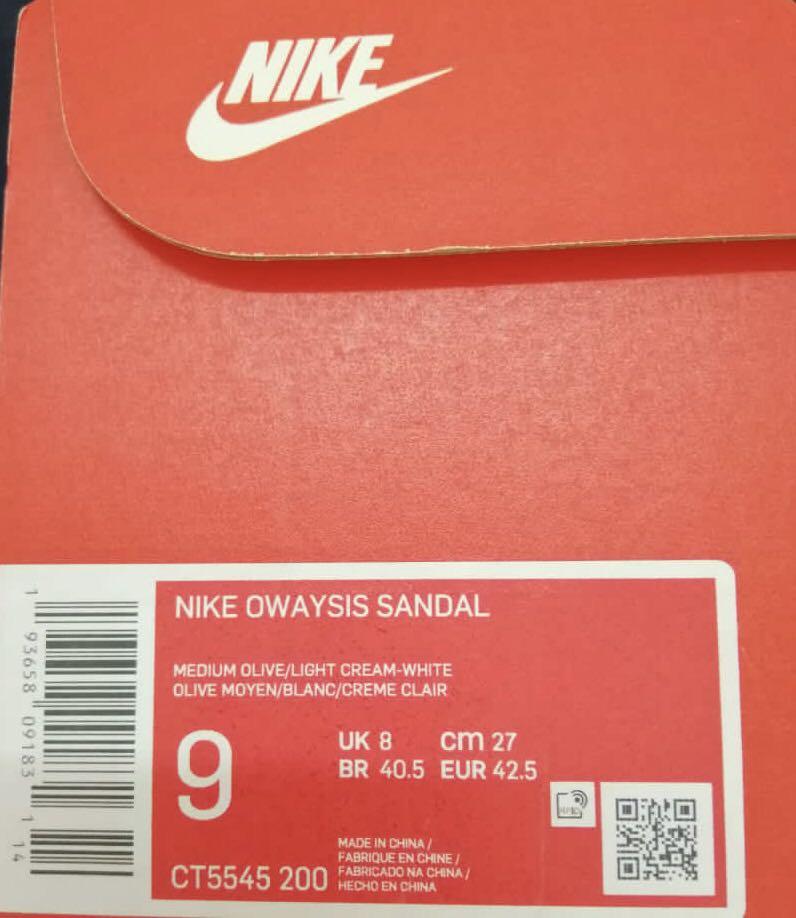 NIKE
NIKE OWAYSIS SANDAL
MEDIUM OLIVE/LIGHT CREAM-WHITE
OLIVE MOYEN/BLANC/CREME CLAIR
9
UK 8 cm 27
BR 40.5 EUR 42.5
CT5545 200
MADE IN CHINA /
FABRIQUE EN CHINE /
FABRICADO NA CHINA /
HECHO EN CHINA
1 93658 09183 1
14